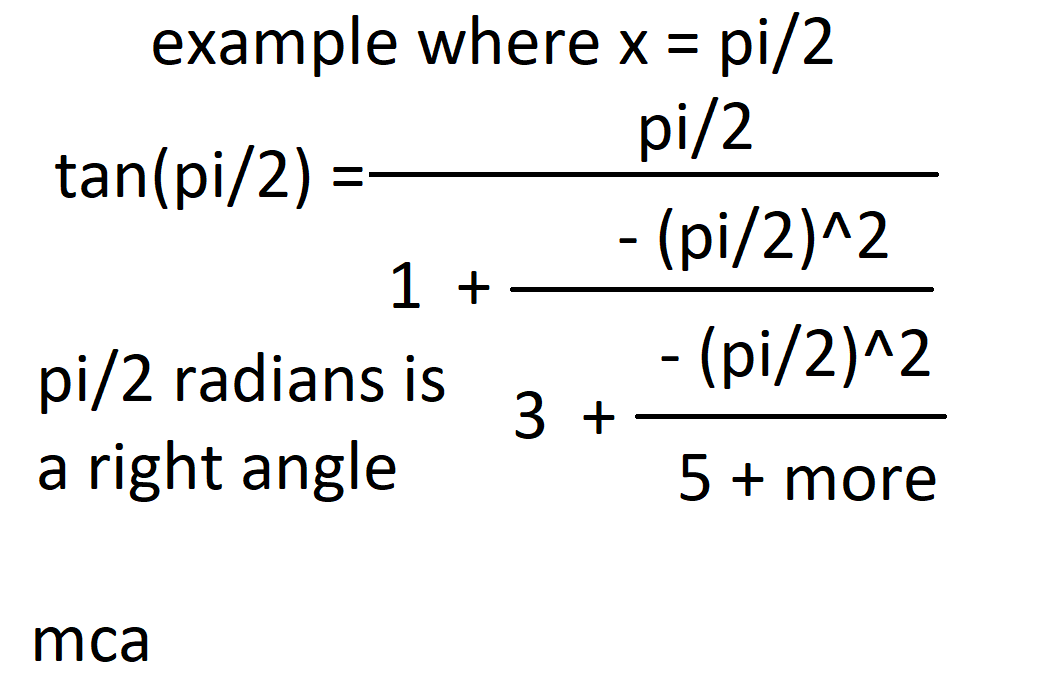 example where x = pi/2
pi/2
tan(pi/2) =
- (pi/2)^2
1 +
- (pi/2)^2
pi/2 radians is
3 +
a right angle
5 + more
mca